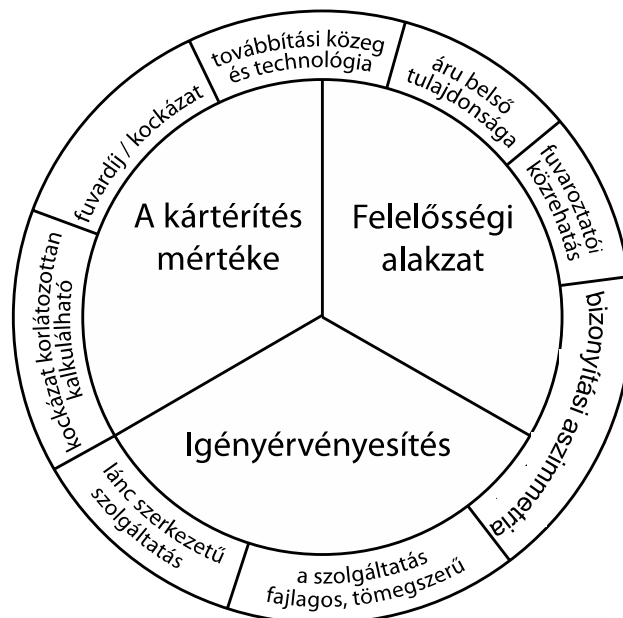 továbbítási közeg
és technológia
áru belső
tulajdonsága
fuvaroztatói
közrehatás
bizonyítási aszimmetria
a szolgáltatás
fajlagos, tömegszerű
lánc szerkezetű
szolgáltatás
kockázat korlátozottan
kalkulálható
fuvardíj / kockázat
A kártérítés
mértéke
Felelősségi
alakzat
Igényérvényesítés